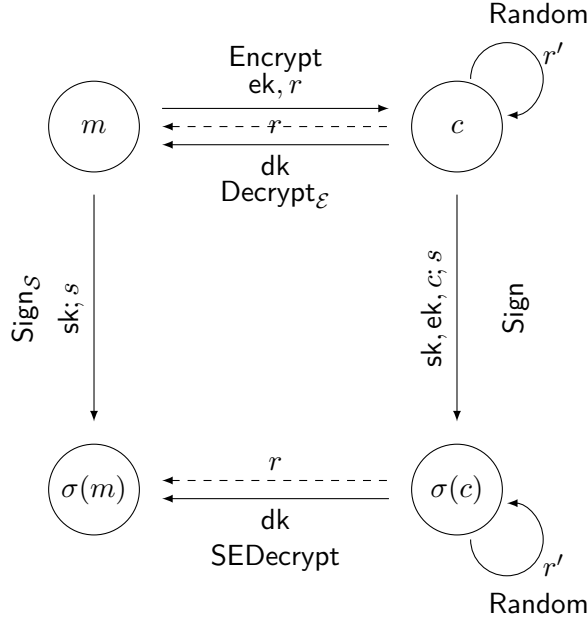 Random
r′
Encrypt
ek, r
m
r
c
dk
Decrypt_ℰ
Sign_𝒮
sk; s
sk, ek, c; s
Sign
σ(m)
r
σ(c)
dk
SEDecrypt
r′
Random